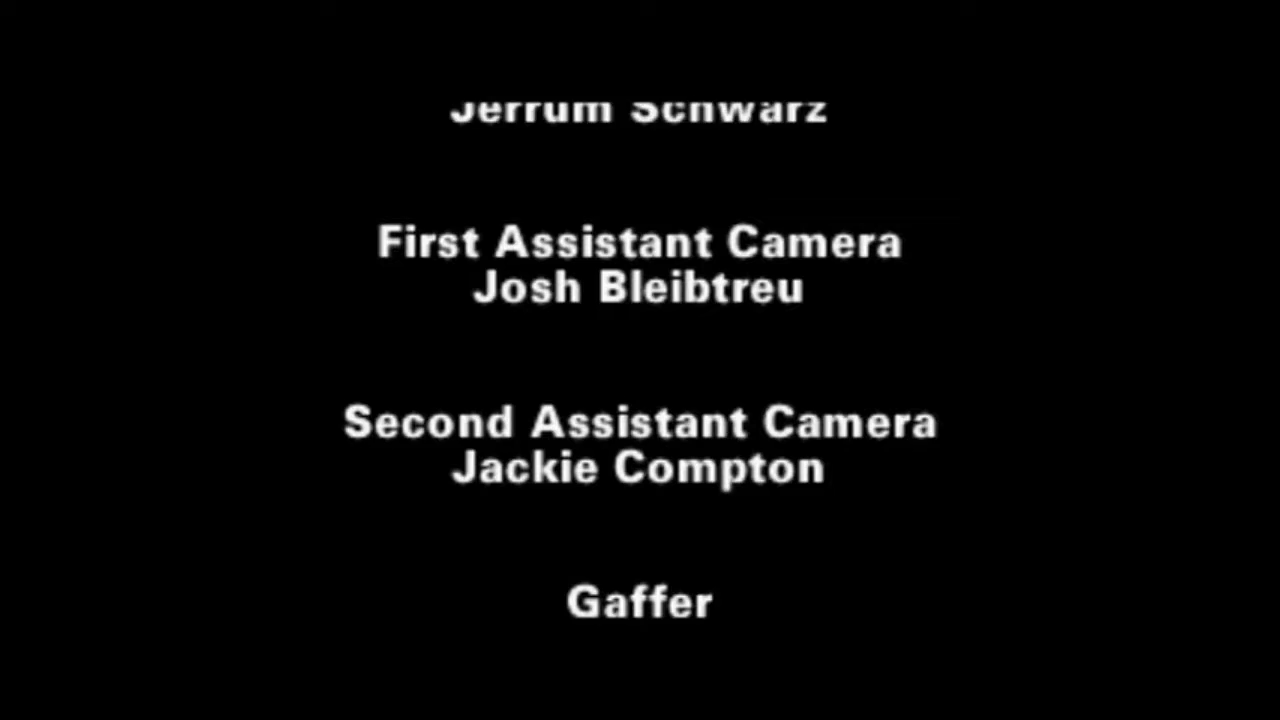 Jerrum Schwarz
First Assistant Camera
Josh Bleibtreu
Second Assistant Camera
Jackie Compton
Gaffer